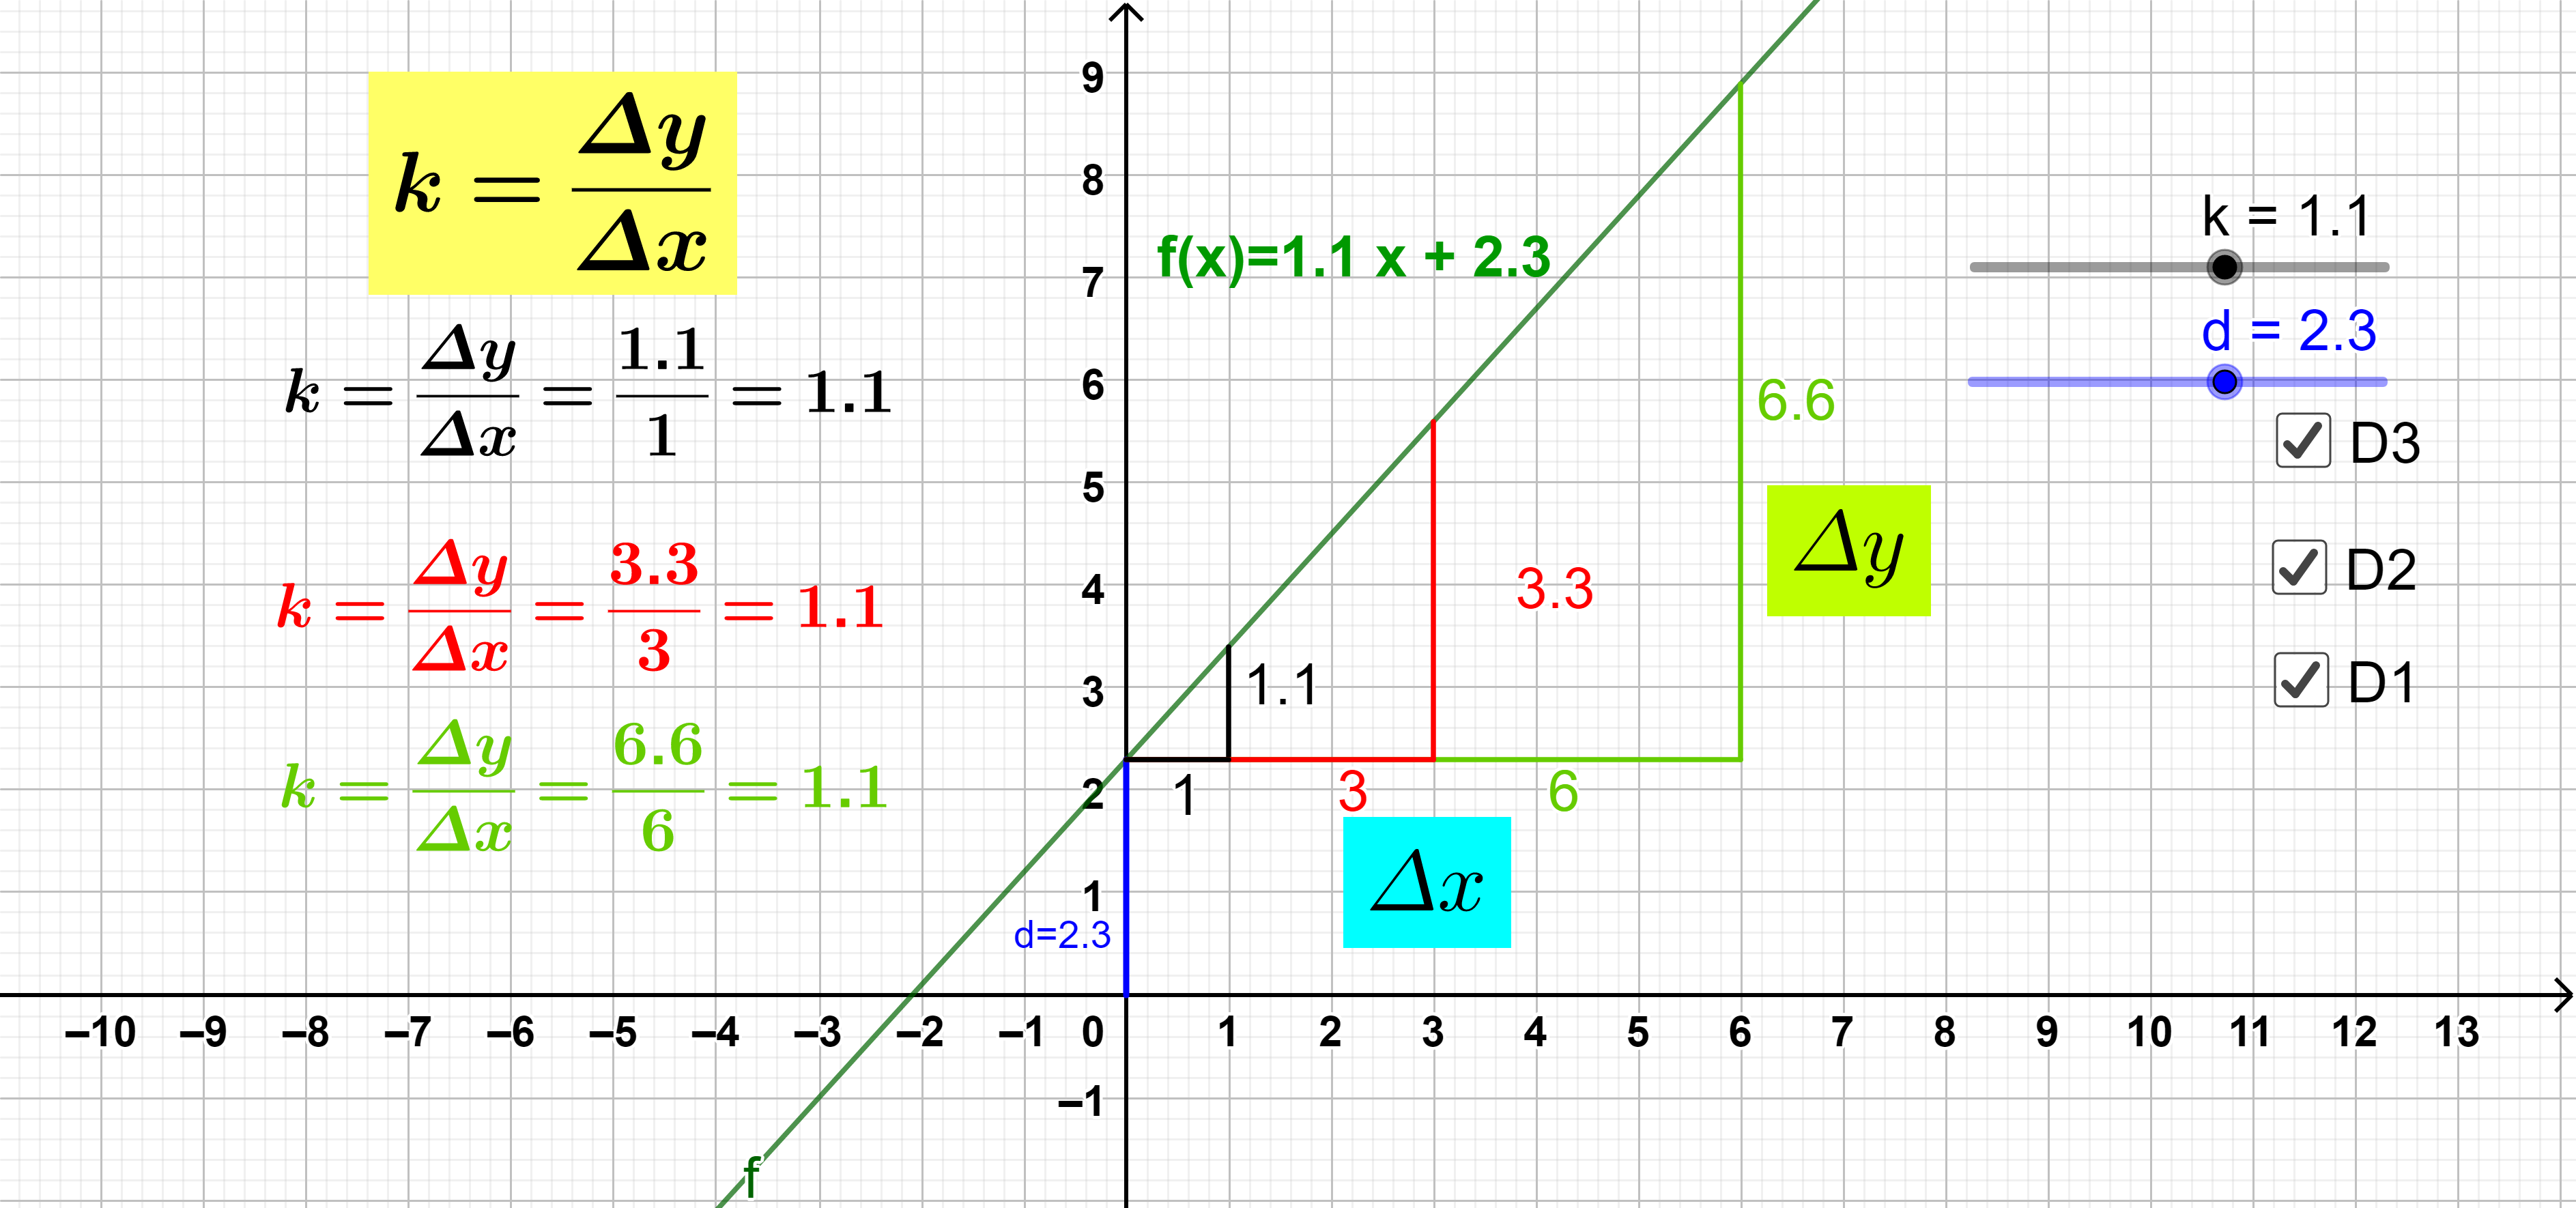 k = Δy/Δx
k = Δy/Δx = 1.1/1 = 1.1
k = Δy/Δx = 3.3/3 = 1.1
k = Δy/Δx = 6.6/6 = 1.1
f(x)=1.1 x + 2.3
9
8
7
6
5
4
3
2
1
−1
d=2.3
1.1
3.3
6.6
Δy
1
3
6
Δx
−10 −9 −8 −7 −6 −5 −4 −3 −2 −1 0 1 2 3 4 5 6 7 8 9 10 11 12 13
f
k = 1.1
d = 2.3
D3
D2
D1